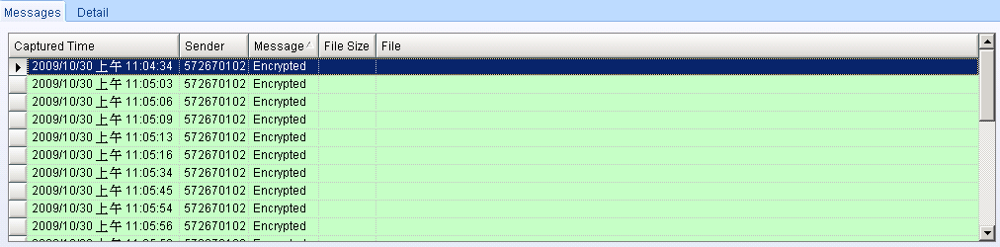 Messages Detail
Captured Time Sender Message File Size File
2009/10/30 上午 11:04:34 572670102 Encrypted
2009/10/30 上午 11:05:03 572670102 Encrypted
2009/10/30 上午 11:05:06 572670102 Encrypted
2009/10/30 上午 11:05:09 572670102 Encrypted
2009/10/30 上午 11:05:13 572670102 Encrypted
2009/10/30 上午 11:05:16 572670102 Encrypted
2009/10/30 上午 11:05:34 572670102 Encrypted
2009/10/30 上午 11:05:45 572670102 Encrypted
2009/10/30 上午 11:05:54 572670102 Encrypted
2009/10/30 上午 11:05:56 572670102 Encrypted